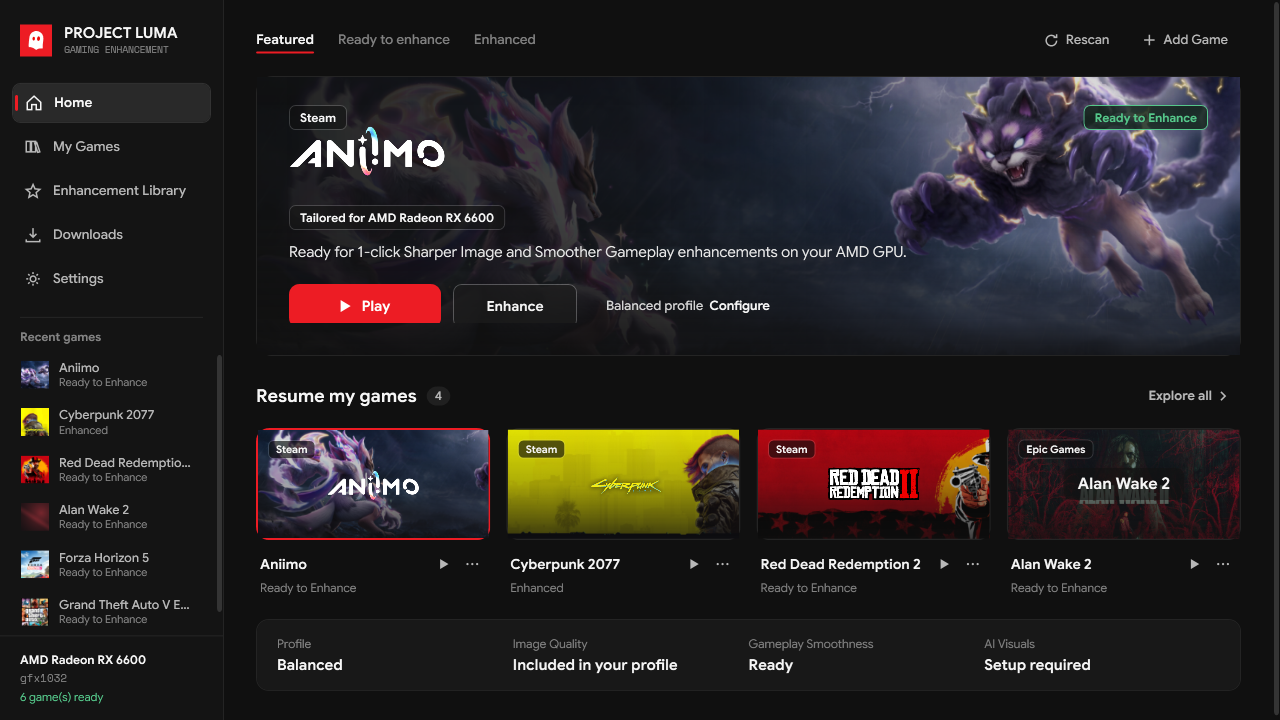 PROJECT LUMA
GAMING ENHANCEMENT
Home
My Games
Enhancement Library
Downloads
Settings
Recent games
Aniimo
Ready to Enhance
Cyberpunk 2077
Enhanced
Red Dead Redemptio...
Ready to Enhance
Alan Wake 2
Ready to Enhance
Forza Horizon 5
Ready to Enhance
Grand Theft Auto V E...
Ready to Enhance
AMD Radeon RX 6600
gfx1032
6 game(s) ready
Featured
Ready to enhance
Enhanced
Rescan
Add Game
Steam
Ready to Enhance
ANIIMO
Tailored for AMD Radeon RX 6600
Ready for 1-click Sharper Image and Smoother Gameplay enhancements on your AMD GPU.
Play
Enhance
Balanced profile Configure
Resume my games 4
Explore all
Steam
ANIIMO
Aniimo
Ready to Enhance
Steam
CYBERPUNK
Cyberpunk 2077
Enhanced
Steam
RED DEAD
REDEMPTION II
Red Dead Redemption 2
Ready to Enhance
Epic Games
Alan Wake 2
ALAN WAKE II
Alan Wake 2
Ready to Enhance
Profile
Balanced
Image Quality
Included in your profile
Gameplay Smoothness
Ready
AI Visuals
Setup required